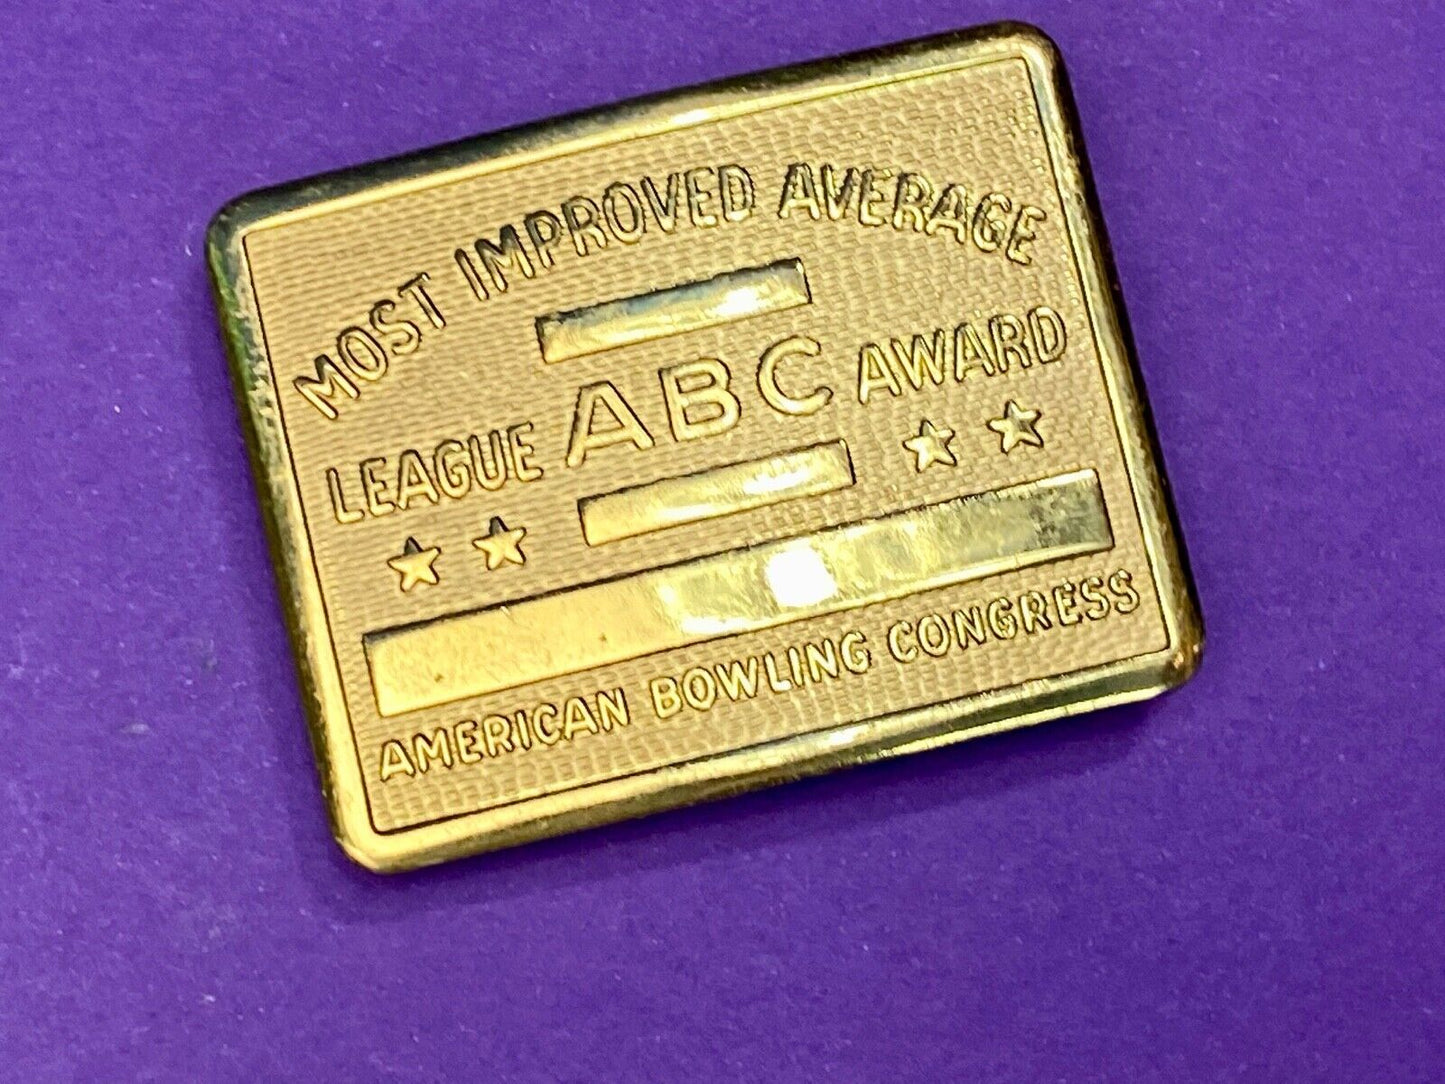 MOST IMPROVED AVERAGE
LEAGUE ABC AWARD
AMERICAN BOWLING CONGRESS